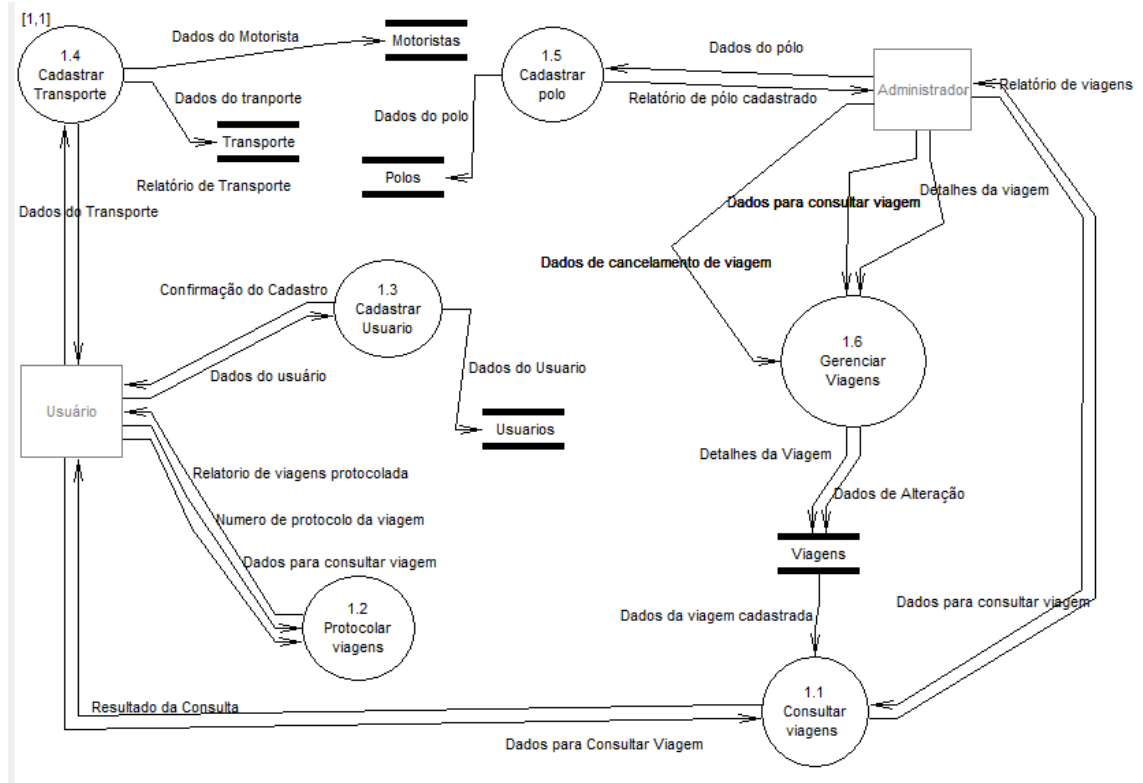 [1,1]
1.4
Cadastrar
Transporte
Dados do Motorista
Motoristas
1.5
Cadastrar
polo
Dados do pólo
Administrador
Relatório de viagens
Dados do tranporte
Relatório de pólo cadastrado
Dados do polo
Transporte
Polos
Relatório de Transporte
Detalhes da viagem
Dados para consultar viagem
Dados do Transporte
Dados de cancelamento de viagem
Confirmação do Cadastro
1.3
Cadastrar
Usuario
1.6
Gerenciar
Viagens
Dados do usuário
Dados do Usuario
Usuário
Usuarios
Detalhes da Viagem
Relatorio de viagens protocolada
Dados de Alteração
Numero de protocolo da viagem
Viagens
Dados para consultar viagem
1.2
Protocolar
viagens
Dados da viagem cadastrada
Dados para consultar viagem
1.1
Consultar
viagens
Resultado da Consulta
Dados para Consultar Viagem